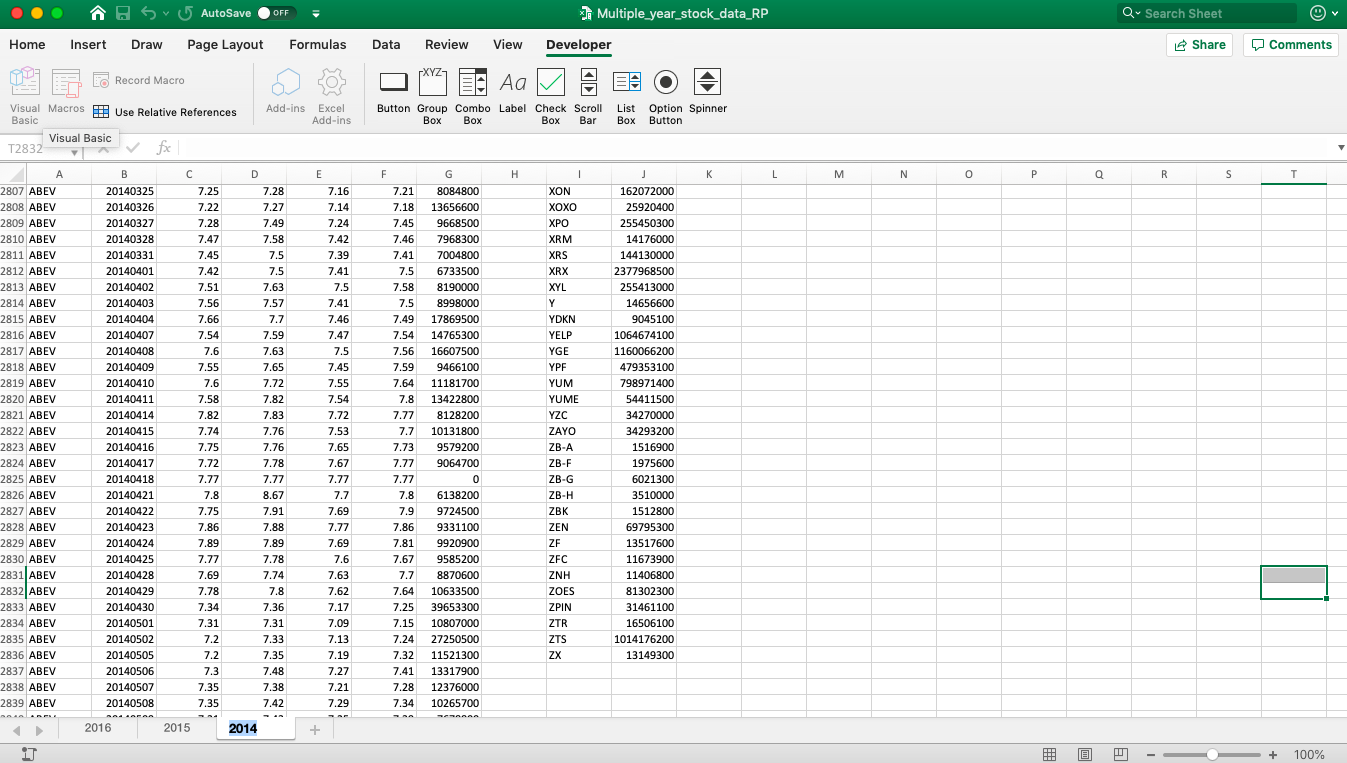 AutoSave OFF Multiple_year_stock_data_RP Search Sheet
Home Insert Draw Page Layout Formulas Data Review View Developer Share Comments
Visual Basic Macros Record Macro Use Relative References Add-ins Excel Add-ins Button Group Box Combo Box Label Check Box Scroll Bar List Box Option Button Spinner
XYZ Aa
Visual Basic
T2832 fx
A B C D E F G H I J K L M N O P Q R S T
2807 ABEV 20140325 7.25 7.28 7.16 7.21 8084800 XON 162072000
2808 ABEV 20140326 7.22 7.27 7.14 7.18 13656600 XOXO 25920400
2809 ABEV 20140327 7.28 7.49 7.24 7.45 9668500 XPO 255450300
2810 ABEV 20140328 7.47 7.58 7.42 7.46 7968300 XRM 14176000
2811 ABEV 20140331 7.45 7.5 7.39 7.41 7004800 XRS 144130000
2812 ABEV 20140401 7.42 7.5 7.41 7.5 6733500 XRX 2377968500
2813 ABEV 20140402 7.51 7.63 7.5 7.58 8190000 XYL 255413000
2814 ABEV 20140403 7.56 7.57 7.41 7.5 8998000 Y 14656600
2815 ABEV 20140404 7.66 7.7 7.46 7.49 17869500 YDKN 9045100
2816 ABEV 20140407 7.54 7.59 7.47 7.54 14765300 YELP 1064674100
2817 ABEV 20140408 7.6 7.63 7.5 7.56 16607500 YGE 1160066200
2818 ABEV 20140409 7.55 7.65 7.45 7.59 9466100 YPF 479353100
2819 ABEV 20140410 7.6 7.72 7.55 7.64 11181700 YUM 798971400
2820 ABEV 20140411 7.58 7.82 7.54 7.8 13422800 YUME 54411500
2821 ABEV 20140414 7.82 7.83 7.72 7.77 8128200 YZC 34270000
2822 ABEV 20140415 7.74 7.76 7.53 7.7 10131800 ZAYO 34293200
2823 ABEV 20140416 7.75 7.76 7.65 7.73 9579200 ZB-A 1516900
2824 ABEV 20140417 7.72 7.78 7.67 7.77 9064700 ZB-F 1975600
2825 ABEV 20140418 7.77 7.77 7.77 7.77 0 ZB-G 6021300
2826 ABEV 20140421 7.8 8.67 7.7 7.8 6138200 ZB-H 3510000
2827 ABEV 20140422 7.75 7.91 7.69 7.9 9724500 ZBK 1512800
2828 ABEV 20140423 7.86 7.88 7.77 7.86 9331100 ZEN 69795300
2829 ABEV 20140424 7.89 7.89 7.69 7.81 9920900 ZF 13517600
2830 ABEV 20140425 7.77 7.78 7.6 7.67 9585200 ZFC 11673900
2831 ABEV 20140428 7.69 7.74 7.63 7.7 8870600 ZNH 11406800
2832 ABEV 20140429 7.78 7.8 7.62 7.64 10633500 ZOES 81302300
2833 ABEV 20140430 7.34 7.36 7.17 7.25 39653300 ZPIN 31461100
2834 ABEV 20140501 7.31 7.31 7.09 7.15 10807000 ZTR 16506100
2835 ABEV 20140502 7.2 7.33 7.13 7.24 27250500 ZTS 1014176200
2836 ABEV 20140505 7.2 7.35 7.19 7.32 11521300 ZX 13149300
2837 ABEV 20140506 7.3 7.48 7.27 7.41 13317900
2838 ABEV 20140507 7.35 7.38 7.21 7.28 12376000
2839 ABEV 20140508 7.35 7.42 7.29 7.34 10265700
2016 2015 2014
100%